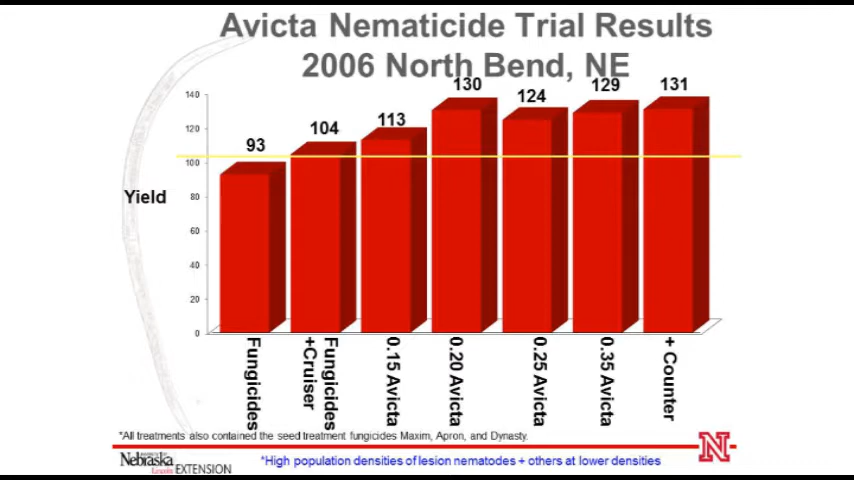 Avicta Nematicide Trial Results
2006 North Bend, NE
140
120
100
80
60
40
20
0
Yield
93
104
113
130
124
129
131
Fungicides
Fungicides
+Cruiser
0.15 Avicta
0.20 Avicta
0.25 Avicta
0.35 Avicta
+ Counter
*All treatments also contained the seed treatment fungicides Maxim, Apron, and Dynasty.
N
Nebraska
Lincoln EXTENSION
*High population densities of lesion nematodes + others at lower densities